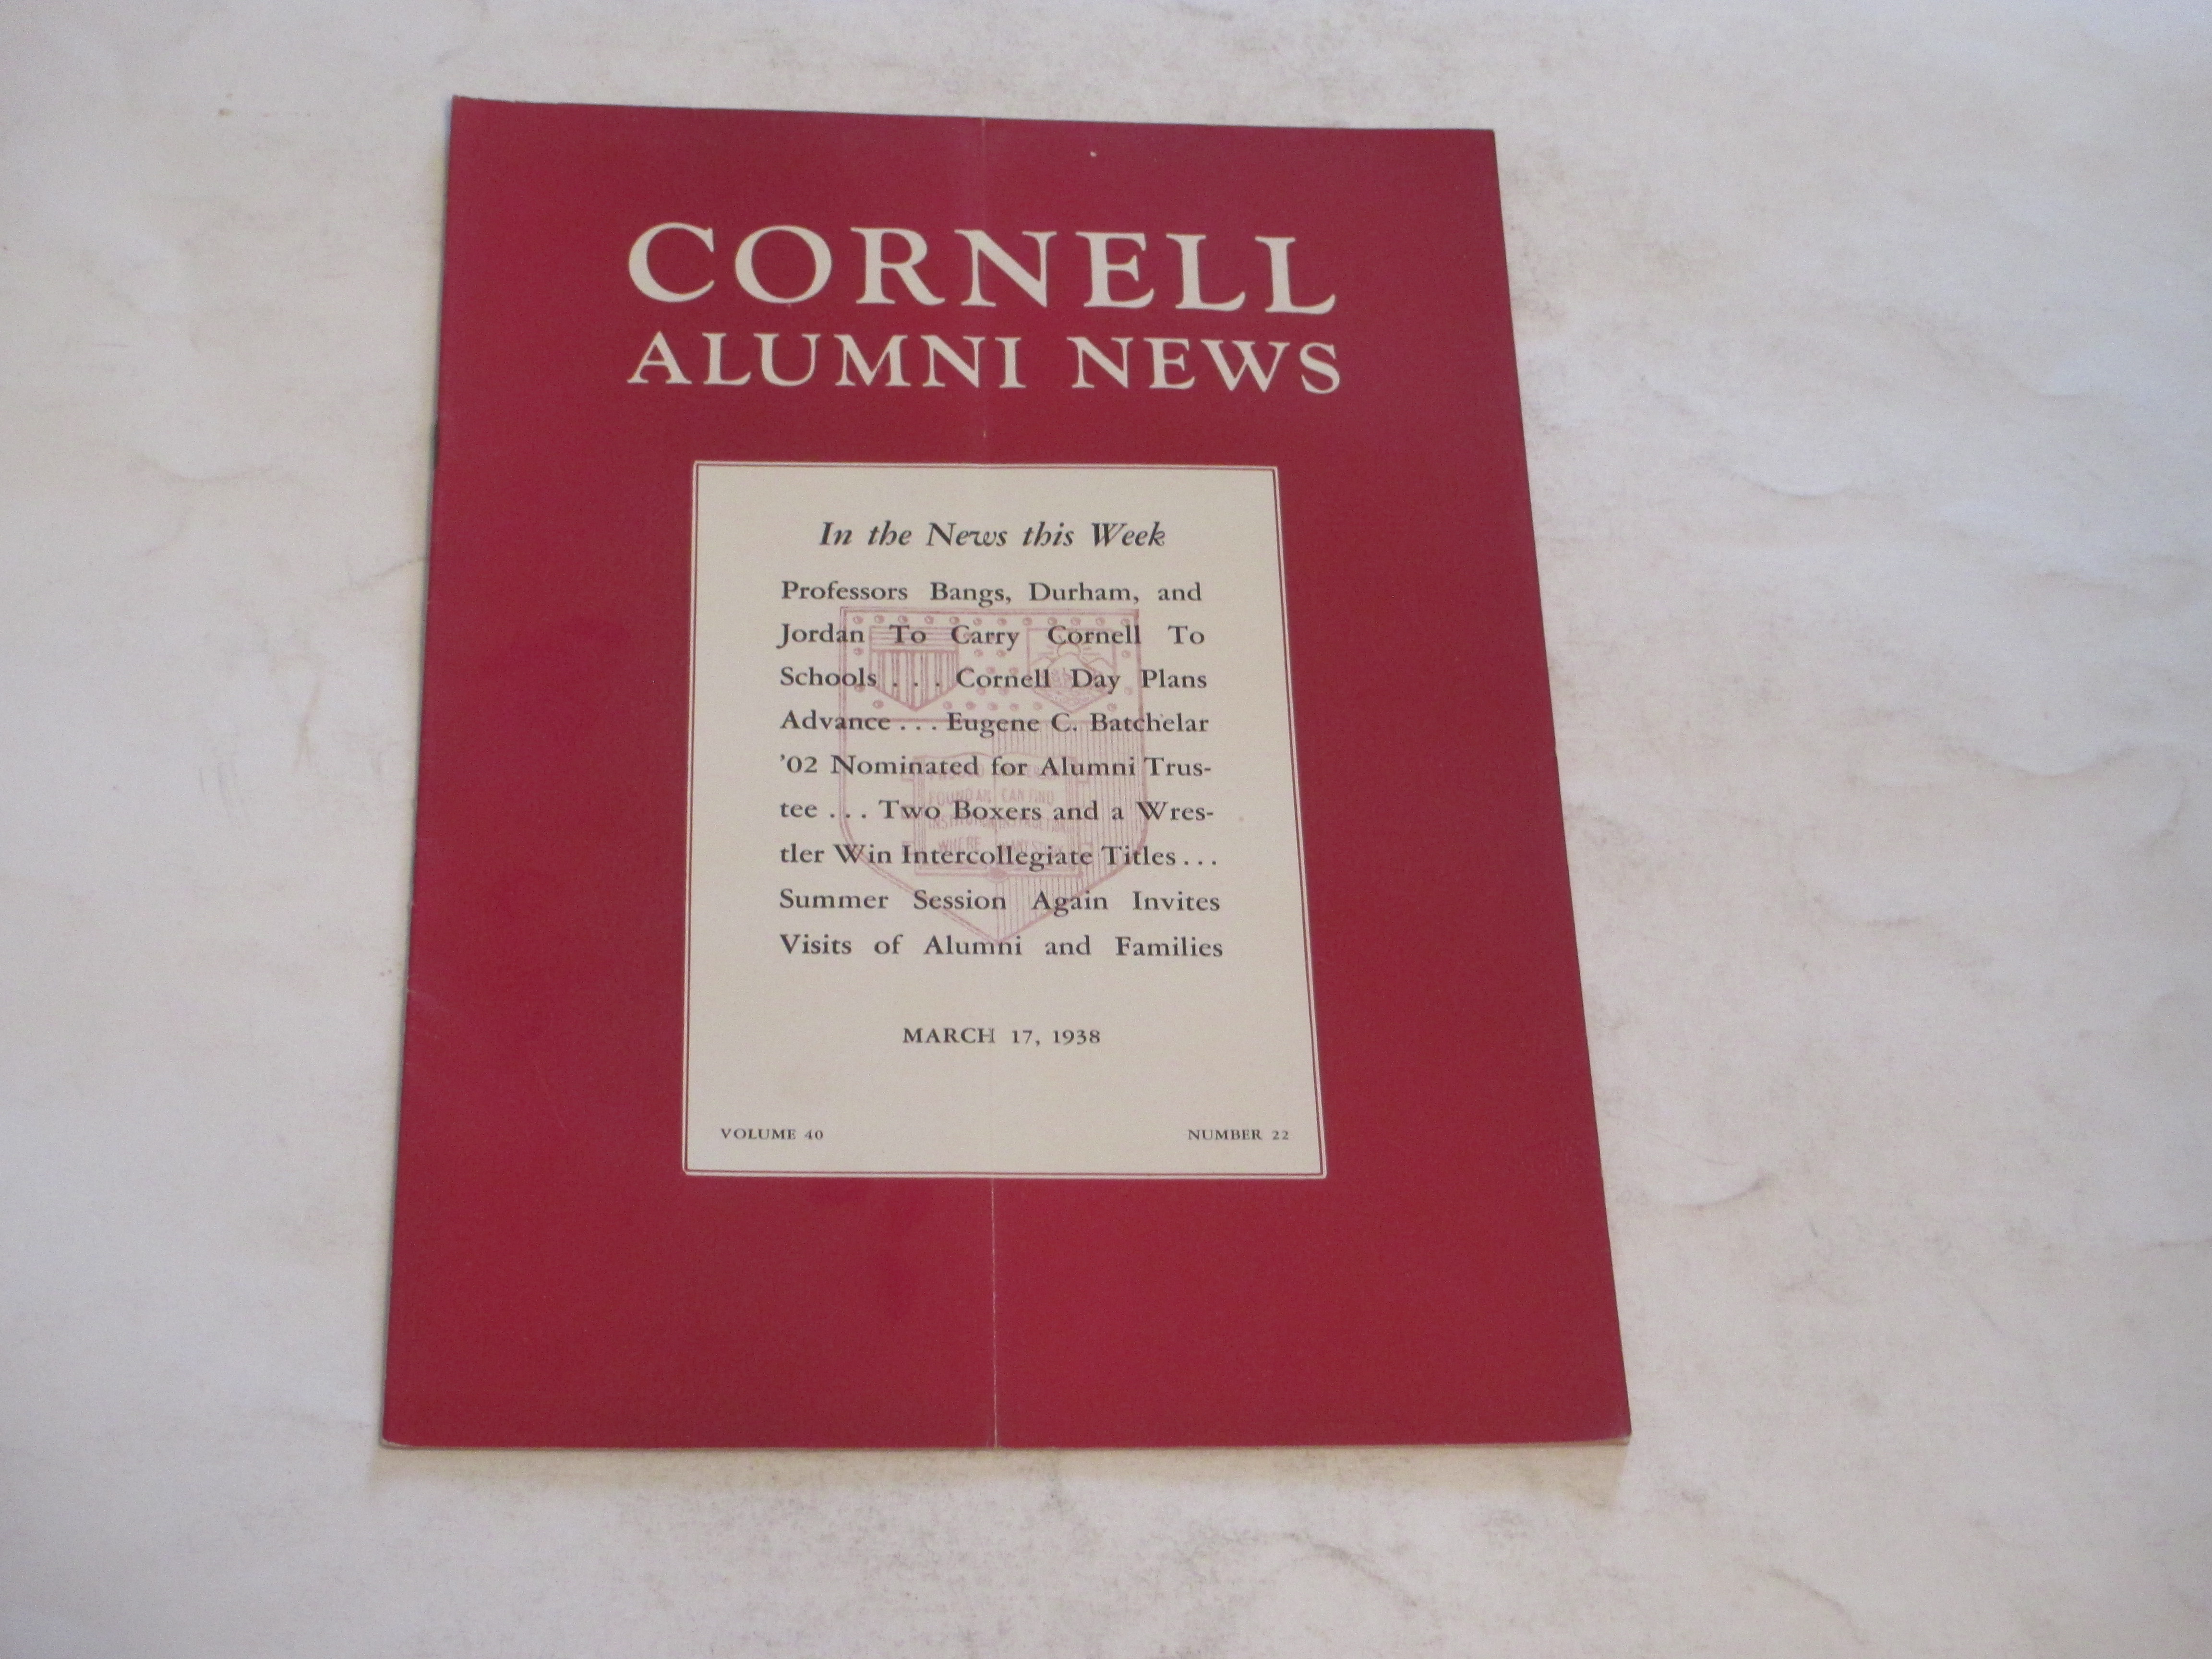 CORNELL
ALUMNI NEWS
In the News this Week
Professors Bangs, Durham, and
Jordan To Carry Cornell To
Schools . . . Cornell Day Plans
Advance . . . Eugene C. Batchelar
'02 Nominated for Alumni Trus-
tee . . . Two Boxers and a Wres-
tler Win Intercollegiate Titles . . .
Summer Session Again Invites
Visits of Alumni and Families
MARCH 17, 1938
VOLUME 40
NUMBER 22